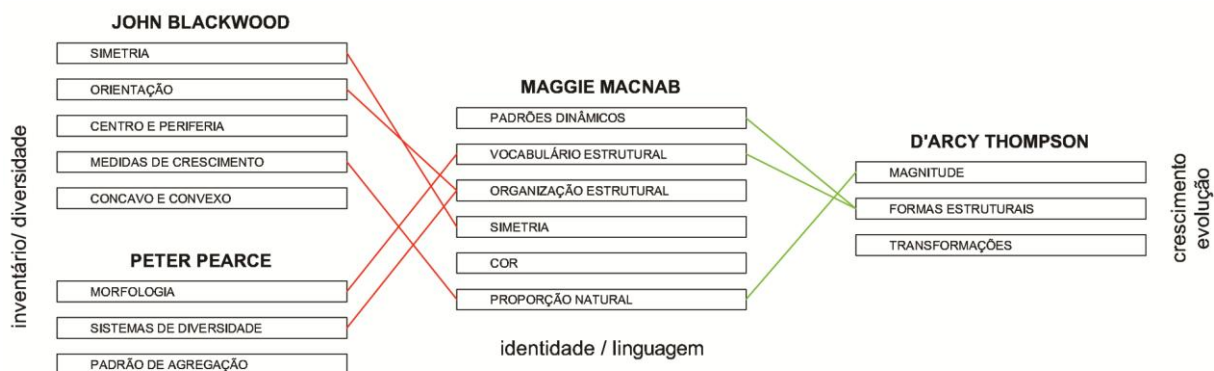 JOHN BLACKWOOD
SIMETRIA
ORIENTAÇÃO
CENTRO E PERIFERIA
MEDIDAS DE CRESCIMENTO
CONCAVO E CONVEXO
inventário/ diversidade
PETER PEARCE
MORFOLOGIA
SISTEMAS DE DIVERSIDADE
PADRÃO DE AGREGAÇÃO
MAGGIE MACNAB
PADRÕES DINÂMICOS
VOCABULÁRIO ESTRUTURAL
ORGANIZAÇÃO ESTRUTURAL
SIMETRIA
COR
PROPORÇÃO NATURAL
identidade / linguagem
D'ARCY THOMPSON
MAGNITUDE
FORMAS ESTRUTURAIS
TRANSFORMAÇÕES
crescimento
evolução